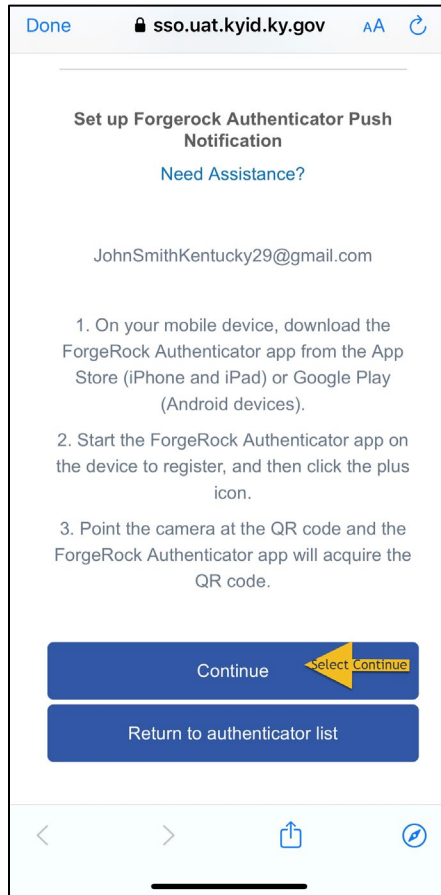 Done sso.uat.kyid.ky.gov AA
Set up Forgerock Authenticator Push
Notification
Need Assistance?
JohnSmithKentucky29@gmail.com
1. On your mobile device, download the
ForgeRock Authenticator app from the App
Store (iPhone and iPad) or Google Play
(Android devices).
2. Start the ForgeRock Authenticator app on
the device to register, and then click the plus
icon.
3. Point the camera at the QR code and the
ForgeRock Authenticator app will acquire the
QR code.
Continue Select Continue
Return to authenticator list